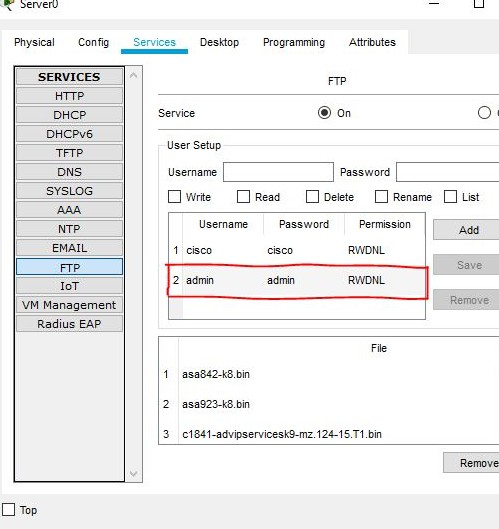 Server0
Physical Config Services Desktop Programming Attributes
SERVICES
HTTP
DHCP
DHCPv6
TFTP
DNS
SYSLOG
AAA
NTP
EMAIL
FTP
IoT
VM Management
Radius EAP
FTP
Service On
User Setup
Username Password
Write Read Delete Rename List
Username Password Permission
1 cisco cisco RWDNL
2 admin admin RWDNL
Add
Save
Remove
File
1 asa842-k8.bin
2 asa923-k8.bin
3 c1841-advipservicesk9-mz.124-15.T1.bin
Remove
Top